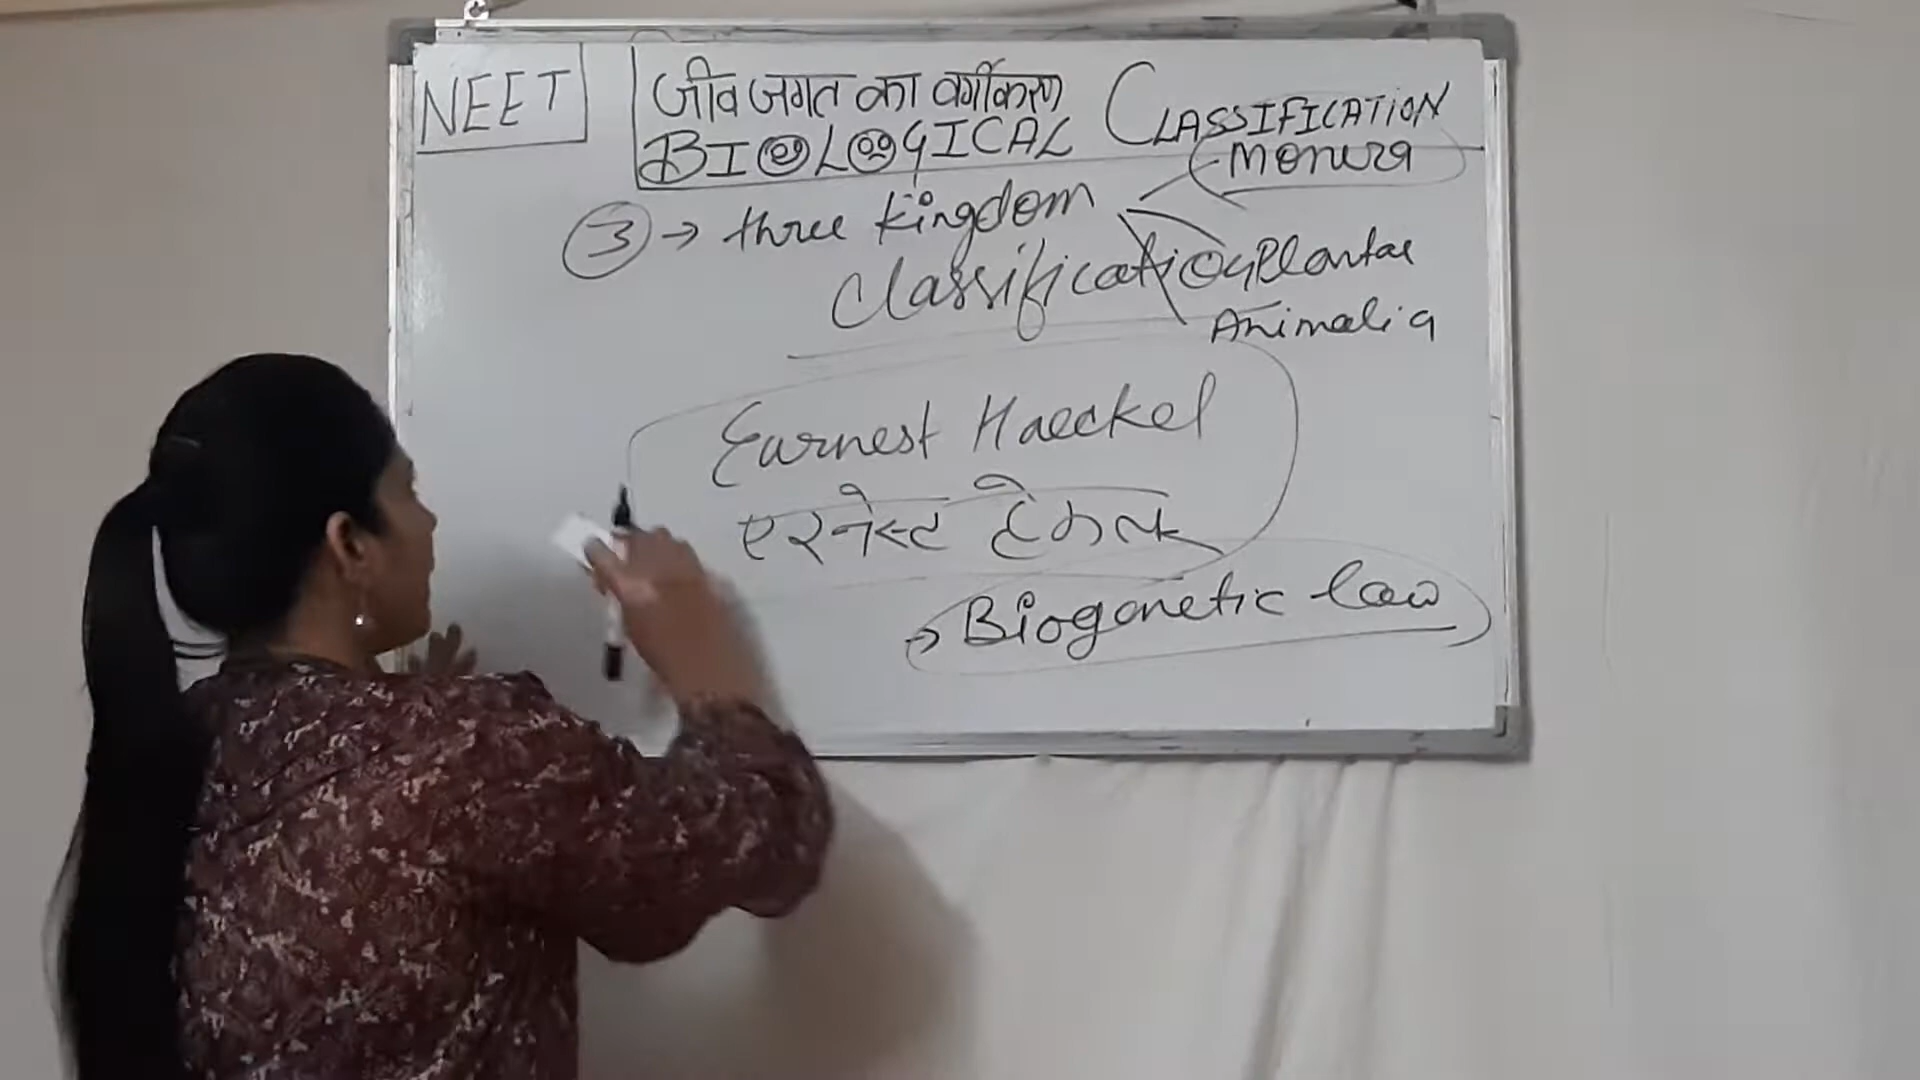 NEET
जीव जगत का वर्गीकरण
BIOLOGICAL CLASSIFICATION
③ → three kingdom
Classification
Monera
Plantae
Animalia
Earnest Haeckel
एरनेस्ट हेकल
→ Biogenetic law